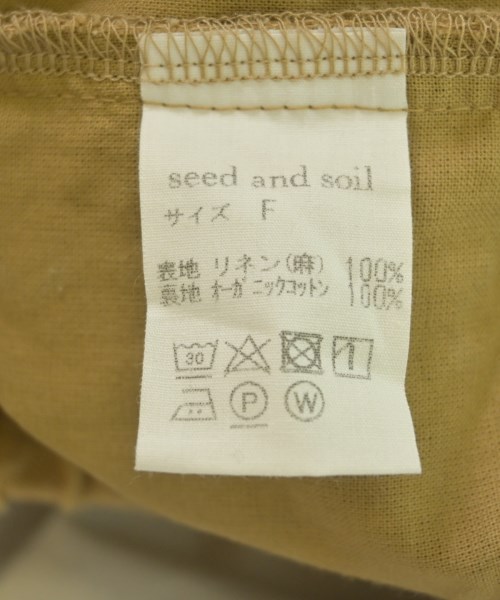 seed and soil
サイズ F
表地 リネン(麻) 100%
裏地 オーガニックコットン 100%
30
P W